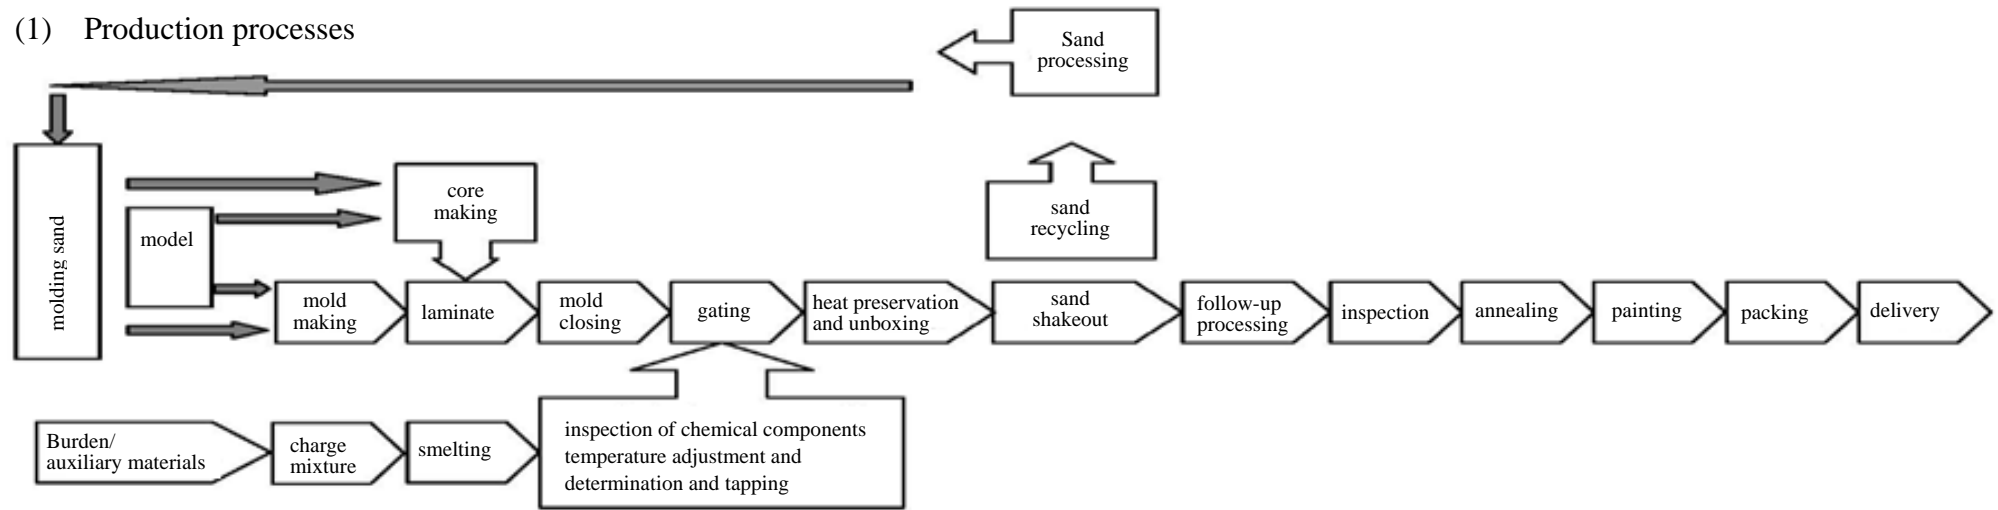 (1) Production processes
Sand
processing
molding sand
model
core
making
sand
recycling
mold
making
laminate
mold
closing
gating
heat preservation
and unboxing
sand
shakeout
follow-up
processing
inspection
annealing
painting
packing
delivery
Burden/
auxiliary materials
charge
mixture
smelting
inspection of chemical components
temperature adjustment and
determination and tapping